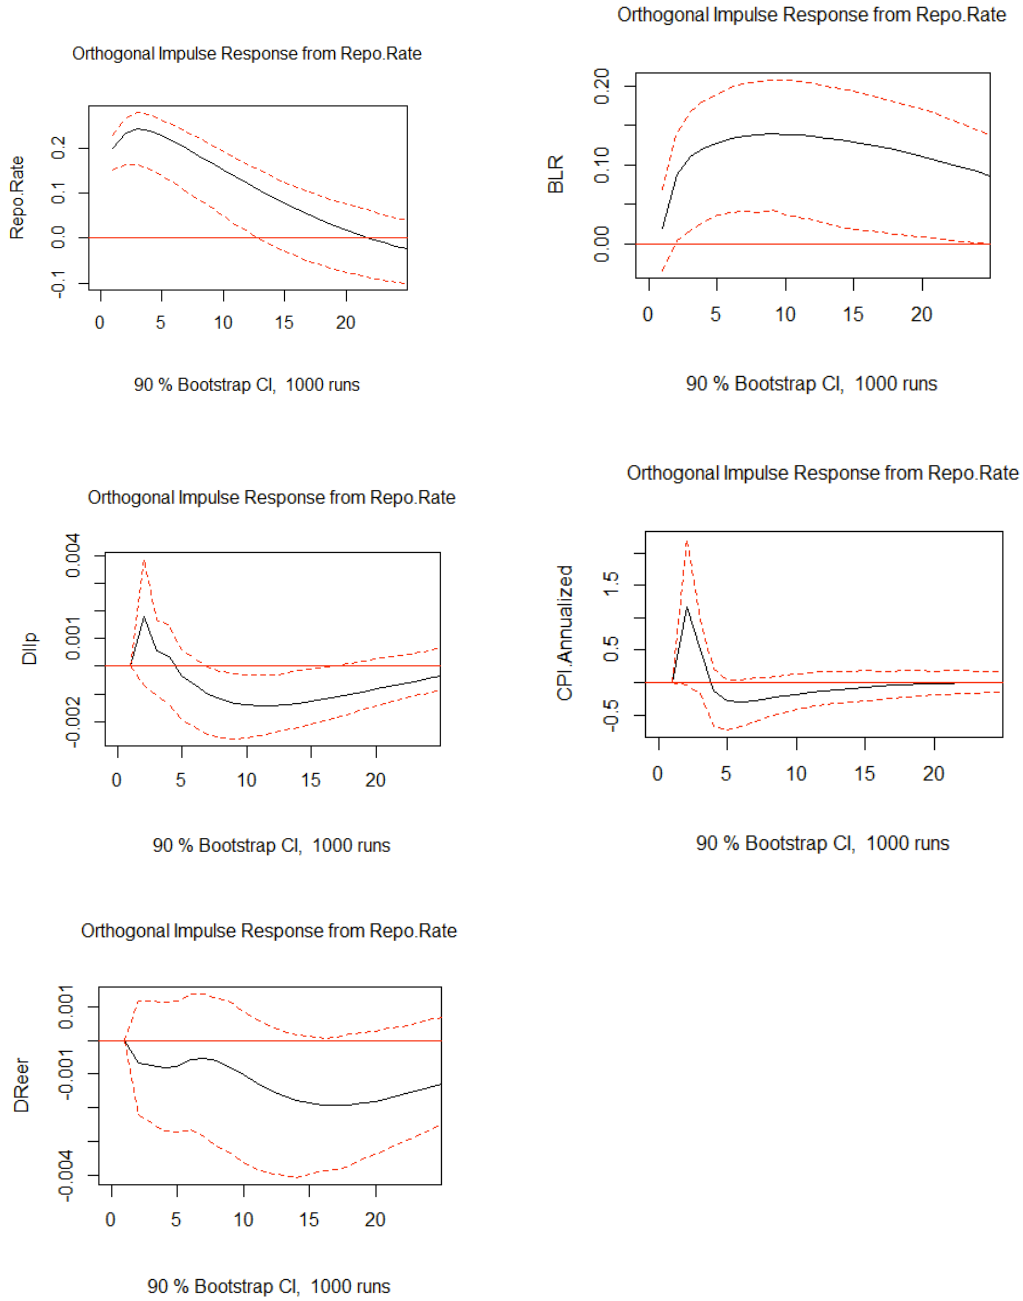 Orthogonal Impulse Response from Repo.Rate
Repo.Rate
0.2
0.1
0.0
-0.1
0 5 10 15 20
90 % Bootstrap CI, 1000 runs
Orthogonal Impulse Response from Repo.Rate
BLR
0.20
0.10
0.00
0 5 10 15 20
90 % Bootstrap CI, 1000 runs
Orthogonal Impulse Response from Repo.Rate
DIIp
0.004
0.001
-0.002
0 5 10 15 20
90 % Bootstrap CI, 1000 runs
Orthogonal Impulse Response from Repo.Rate
CPI.Annualized
1.5
0.5
-0.5
0 5 10 15 20
90 % Bootstrap CI, 1000 runs
Orthogonal Impulse Response from Repo.Rate
DReer
0.001
-0.001
-0.004
0 5 10 15 20
90 % Bootstrap CI, 1000 runs